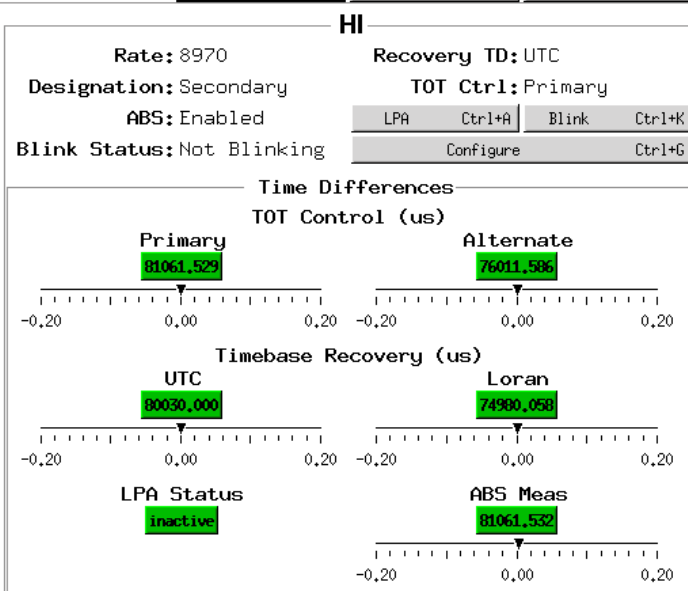 HI
Rate: 8970 Recovery TD: UTC
Designation: Secondary TOT Ctrl: Primary
ABS: Enabled LPA Ctrl+A Blink Ctrl+K
Blink Status: Not Blinking Configure Ctrl+G
Time Differences
TOT Control (us)
Primary Alternate
81061.529 76011.586
-0.20 0.00 0.20 -0.20 0.00 0.20
Timebase Recovery (us)
UTC Loran
80030.000 74980.058
-0.20 0.00 0.20 -0.20 0.00 0.20
LPA Status ABS Meas
inactive 81061.532
-0.20 0.00 0.20